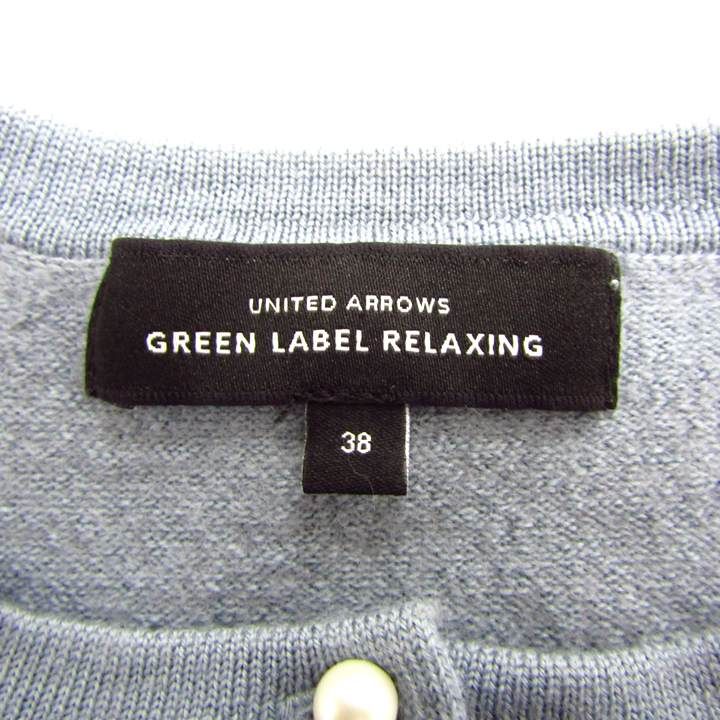 UNITED ARROWS
GREEN LABEL RELAXING
38